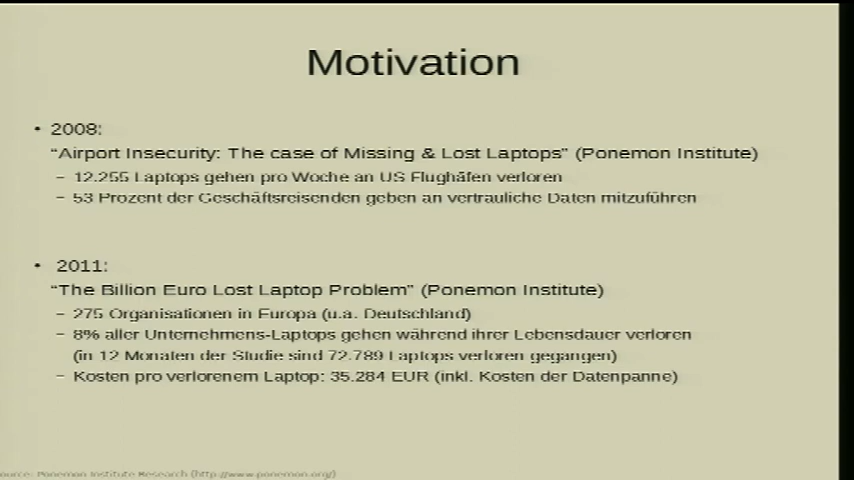 Motivation
• 2008:
“Airport Insecurity: The case of Missing & Lost Laptops” (Ponemon Institute)
– 12.255 Laptops gehen pro Woche an US Flughäfen verloren
– 53 Prozent der Geschäftsreisenden geben an vertrauliche Daten mitzuführen
• 2011:
“The Billion Euro Lost Laptop Problem” (Ponemon Institute)
– 275 Organisationen in Europa (u.a. Deutschland)
– 8% aller Unternehmens-Laptops gehen während ihrer Lebensdauer verloren
(in 12 Monaten der Studie sind 72.789 Laptops verloren gegangen)
– Kosten pro verlorenem Laptop: 35.284 EUR (inkl. Kosten der Datenpanne)
ource: Ponemon Institute Research (http://www.ponemon.org/)